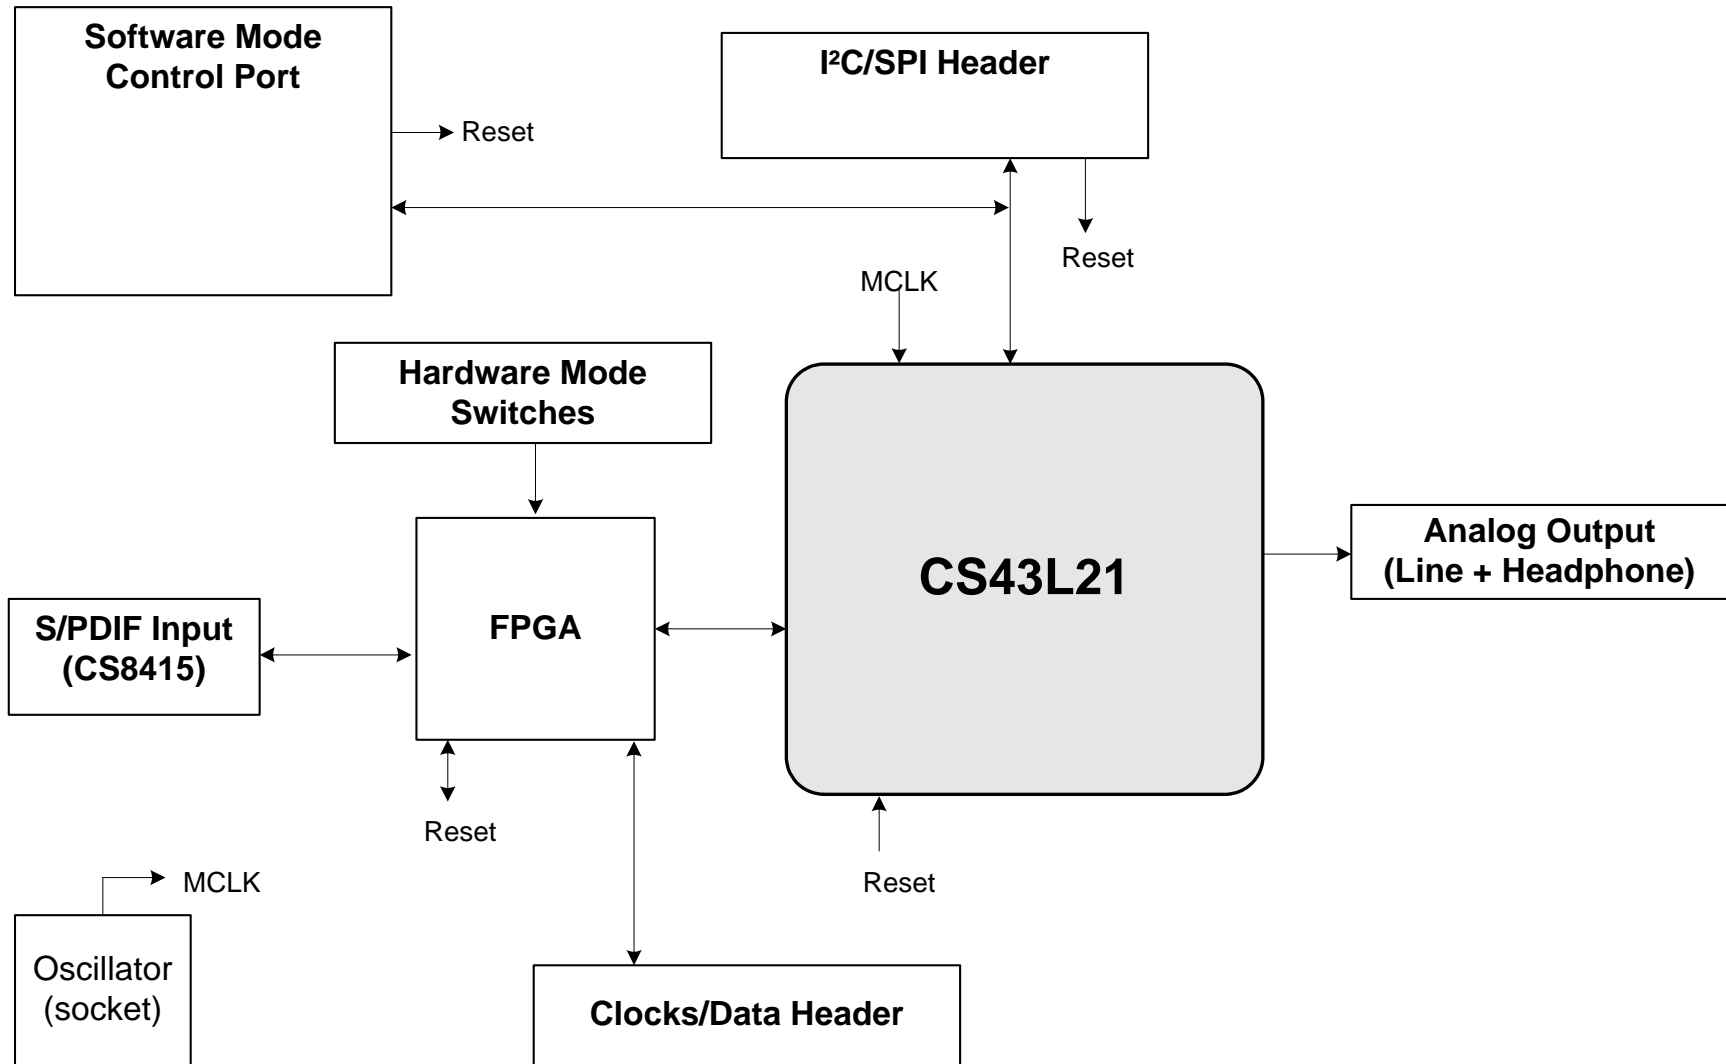 Software Mode
Control Port
I²C/SPI Header
Reset
Reset
MCLK
Hardware Mode
Switches
CS43L21
Analog Output
(Line + Headphone)
FPGA
S/PDIF Input
(CS8415)
Reset
Reset
MCLK
Oscillator
(socket)
Clocks/Data Header